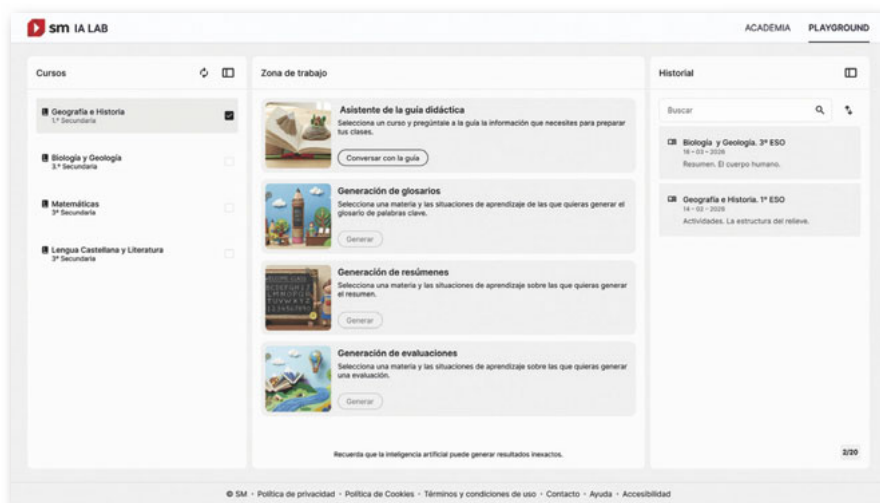 sm IA LAB
ACADEMIA
PLAYGROUND
Cursos
Geografía e Historia
1.º Secundaria
Biología y Geología
3.º Secundaria
Matemáticas
3º Secundaria
Lengua Castellana y Literatura
3º Secundaria
Zona de trabajo
Asistente de la guía didáctica
Selecciona un curso y pregúntale a la guía la información que necesites para preparar
tus clases.
Conversar con la guía
Generación de glosarios
Selecciona una materia y las situaciones de aprendizaje de las que quieras generar el
glosario de palabras clave.
Generar
Generación de resúmenes
Selecciona una materia y las situaciones de aprendizaje sobre las que quieras generar
el resumen.
Generar
Generación de evaluaciones
Selecciona una materia y las situaciones de aprendizaje sobre las que quieras generar
una evaluación.
Generar
Recuerda que la inteligencia artificial puede generar resultados inexactos.
Historial
Buscar
Biología y Geología. 3º ESO
16 – 03 – 2026
Resumen. El cuerpo humano.
Geografía e Historia. 1º ESO
14 – 02 – 2026
Actividades. La estructura del relieve.
2/20
© SM · Política de privacidad · Política de Cookies · Términos y condiciones de uso · Contacto · Ayuda · Accesibilidad